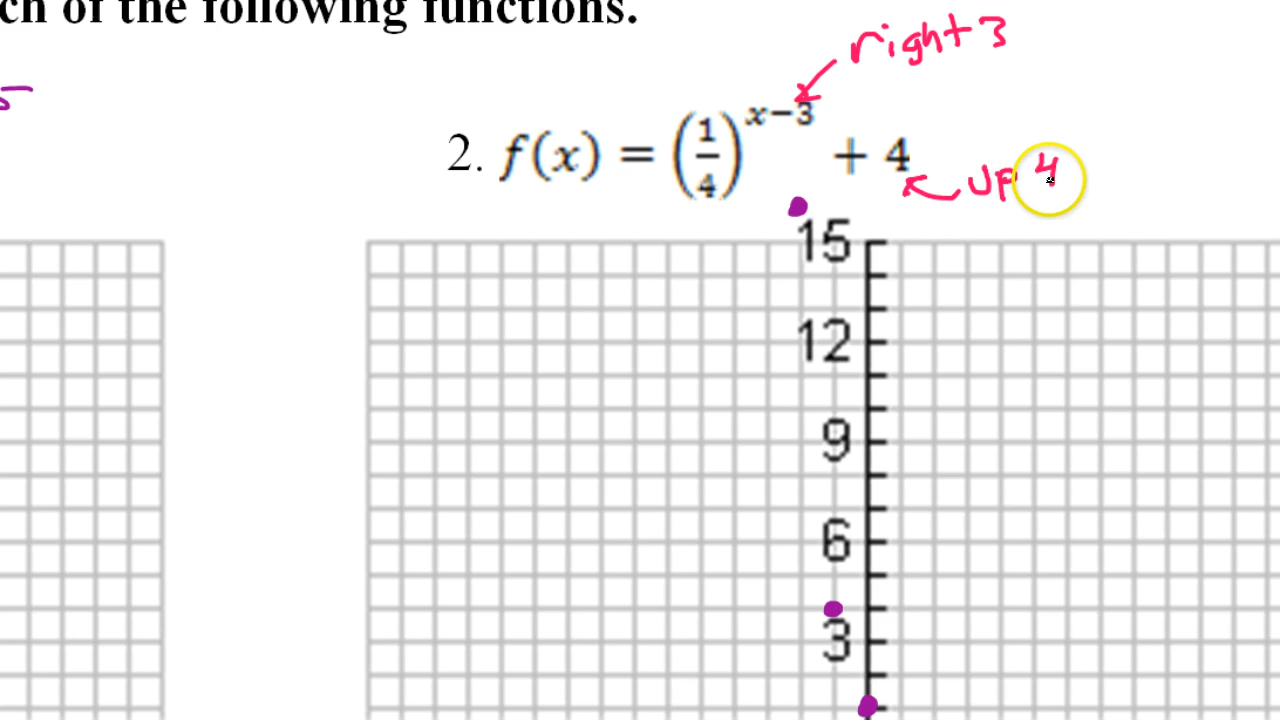 ch of the following functions.
right 3
5
2. f(x) = (1/4)^(x-3) + 4
up 4
15
12
9
6
3